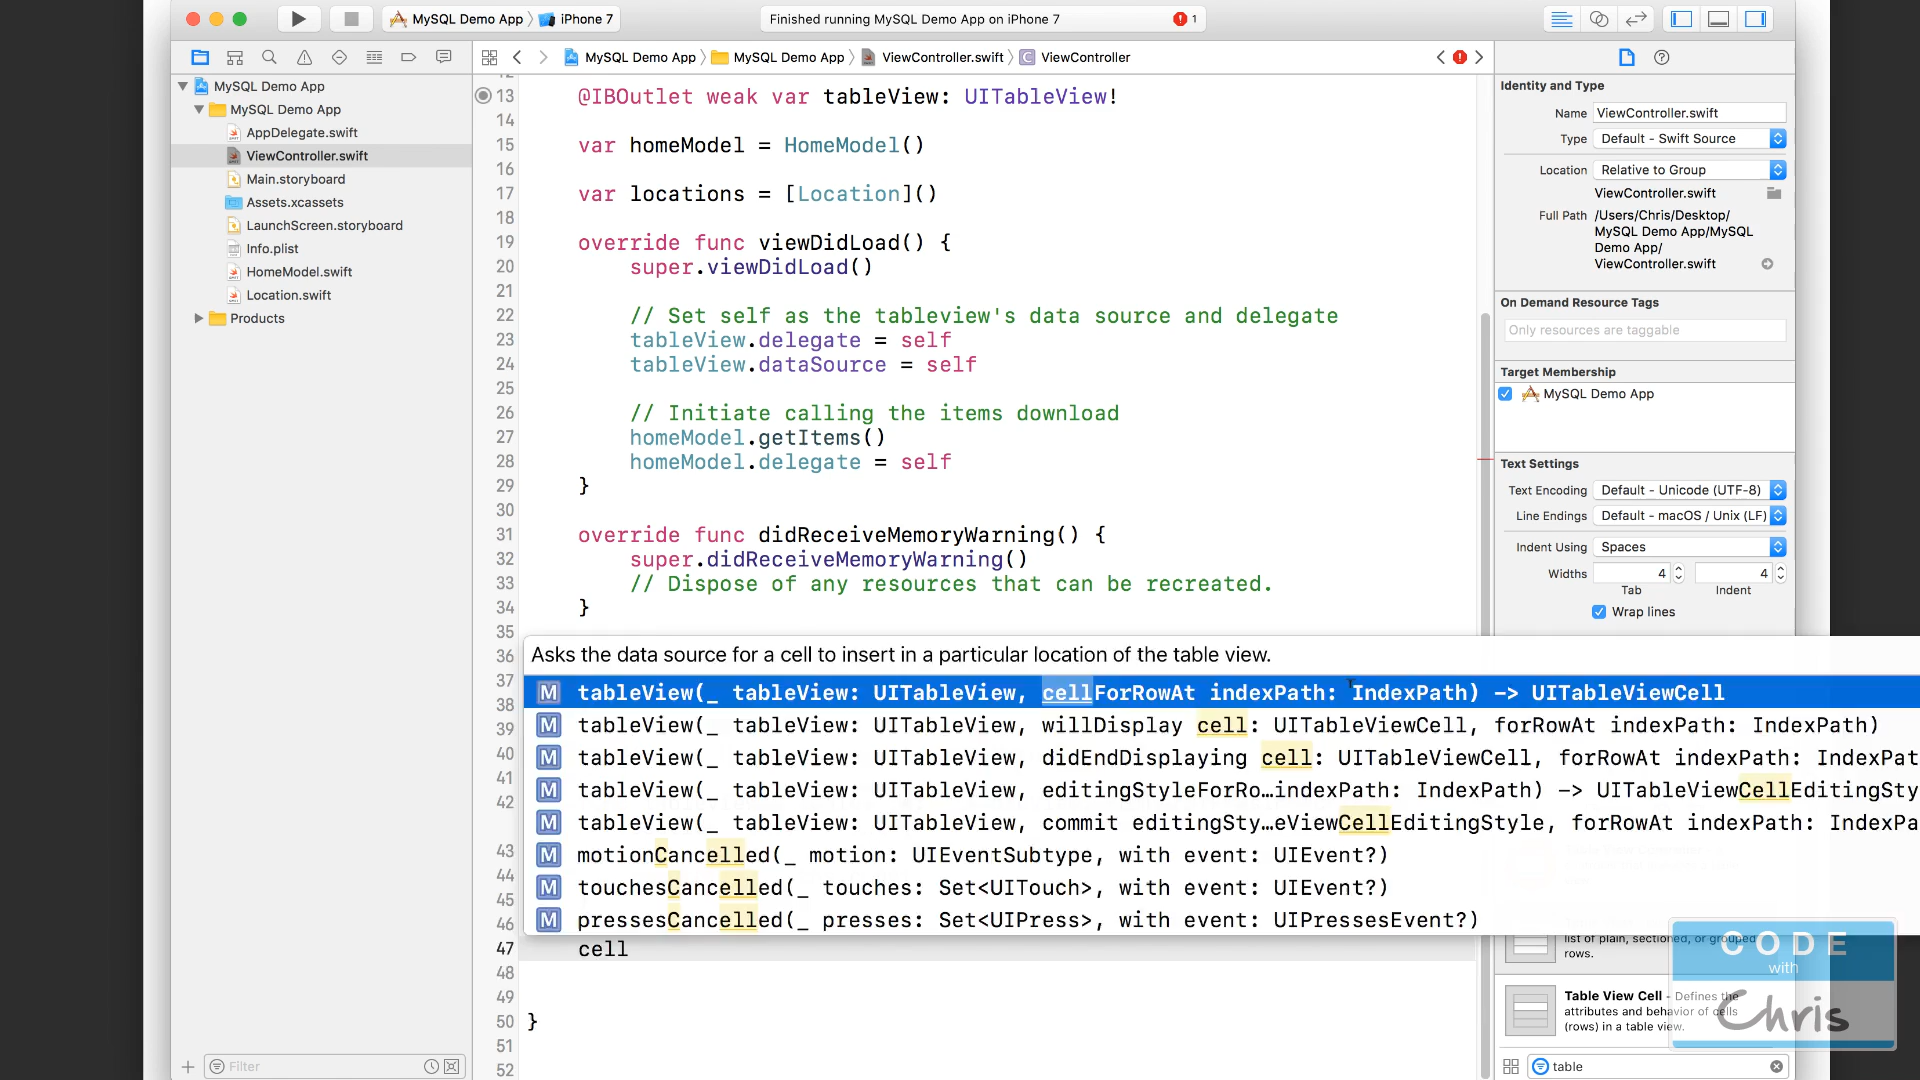 MySQL Demo App
iPhone 7
Finished running MySQL Demo App on iPhone 7
1
MySQL Demo App
MySQL Demo App
ViewController.swift
ViewController
MySQL Demo App
MySQL Demo App
AppDelegate.swift
ViewController.swift
Main.storyboard
Assets.xcassets
LaunchScreen.storyboard
Info.plist
HomeModel.swift
Location.swift
Products
Filter
13 @IBOutlet weak var tableView: UITableView!
14
15 var homeModel = HomeModel()
16
17 var locations = [Location]()
18
19 override func viewDidLoad() {
20 super.viewDidLoad()
21
22 // Set self as the tableview's data source and delegate
23 tableView.delegate = self
24 tableView.dataSource = self
25
26 // Initiate calling the items download
27 homeModel.getItems()
28 homeModel.delegate = self
29 }
30
31 override func didReceiveMemoryWarning() {
32 super.didReceiveMemoryWarning()
33 // Dispose of any resources that can be recreated.
34 }
35
36
37
38
39
40
41
42
43
44
45
46
Asks the data source for a cell to insert in a particular location of the table view.
M tableView(_ tableView: UITableView, cellForRowAt indexPath: IndexPath) -> UITableViewCell
M tableView(_ tableView: UITableView, willDisplay cell: UITableViewCell, forRowAt indexPath: IndexPath)
M tableView(_ tableView: UITableView, didEndDisplaying cell: UITableViewCell, forRowAt indexPath: IndexPat
M tableView(_ tableView: UITableView, editingStyleForRo…indexPath: IndexPath) -> UITableViewCellEditingSty
M tableView(_ tableView: UITableView, commit editingSty…eViewCellEditingStyle, forRowAt indexPath: IndexPa
M motionCancelled(_ motion: UIEventSubtype, with event: UIEvent?)
M touchesCancelled(_ touches: Set<UITouch>, with event: UIEvent?)
M pressesCancelled(_ presses: Set<UIPress>, with event: UIPressesEvent?)
47 cell
48
49
50 }
51
52
Identity and Type
Name ViewController.swift
Type Default - Swift Source
Location Relative to Group
ViewController.swift
Full Path /Users/Chris/Desktop/
MySQL Demo App/MySQL
Demo App/
ViewController.swift
On Demand Resource Tags
Only resources are taggable
Target Membership
MySQL Demo App
Text Settings
Text Encoding Default - Unicode (UTF-8)
Line Endings Default - macOS / Unix (LF)
Indent Using Spaces
Widths 4 4
Tab Indent
Wrap lines
list of plain, sectioned, or grouped
rows.
Table View Cell - Defines the
attributes and behavior of cells
(rows) in a table view.
table
CODE
with
Chris